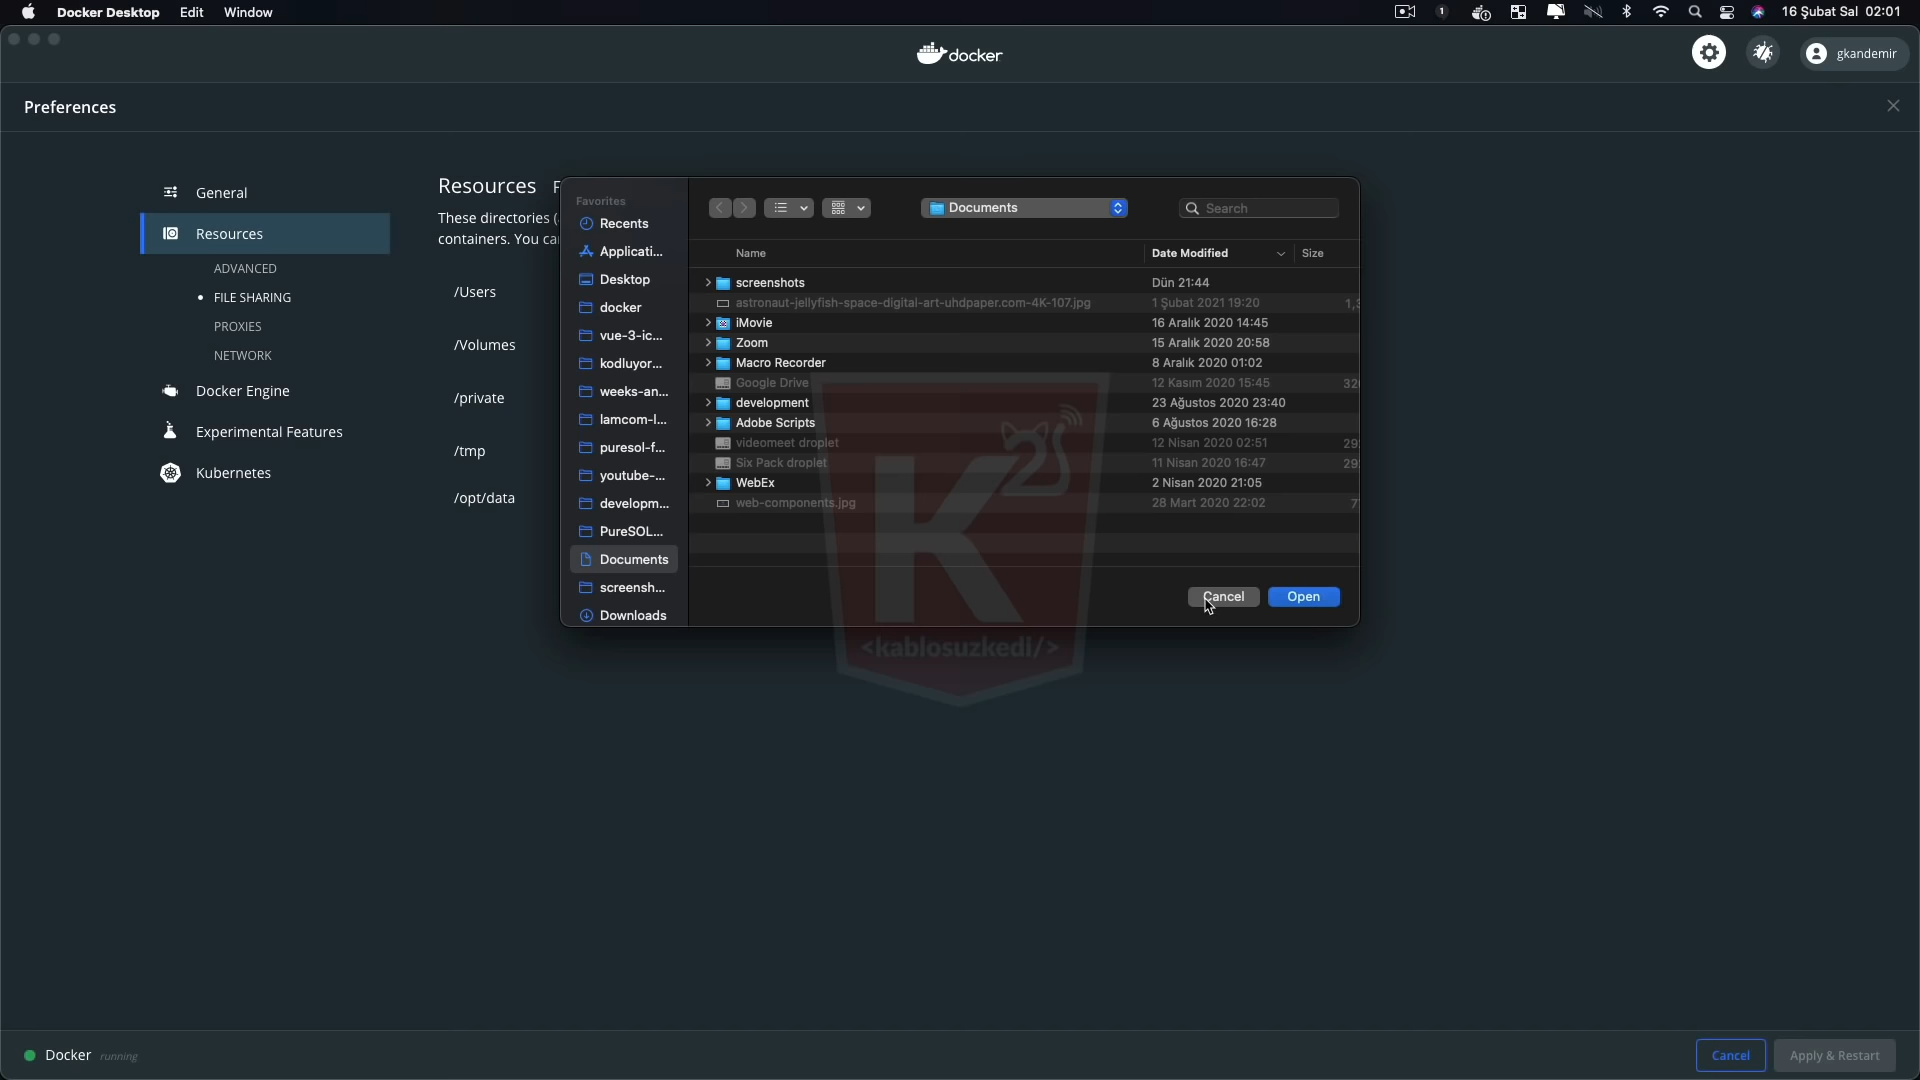 Docker Desktop Edit Window
1
16 Şubat Sal 02:01
docker
gkandemir
Preferences
General
Resources
ADVANCED
FILE SHARING
PROXIES
NETWORK
Docker Engine
Experimental Features
Kubernetes
Resources F
These directories (
containers. You ca
/Users
/Volumes
/private
/tmp
/opt/data
Favorites
Recents
Applicati...
Desktop
docker
vue-3-ic...
kodluyor...
weeks-an...
lamcom-l...
puresol-f...
youtube-...
developm...
PureSOL...
Documents
screensh...
Downloads
Documents
Search
Name Date Modified Size
screenshots Dün 21:44
astronaut-jellyfish-space-digital-art-uhdpaper.com-4K-107.jpg 1 Şubat 2021 19:20 1,3
iMovie 16 Aralık 2020 14:45
Zoom 15 Aralık 2020 20:58
Macro Recorder 8 Aralık 2020 01:02
Google Drive 12 Kasım 2020 15:45 32
development 23 Ağustos 2020 23:40
Adobe Scripts 6 Ağustos 2020 16:28
videomeet droplet 12 Nisan 2020 02:51 29
Six Pack droplet 11 Nisan 2020 16:47 29
WebEx 2 Nisan 2020 21:05
web-components.jpg 28 Mart 2020 22:02 7
Cancel Open
K
<kablosuzkedi/>
Docker running
Cancel Apply & Restart